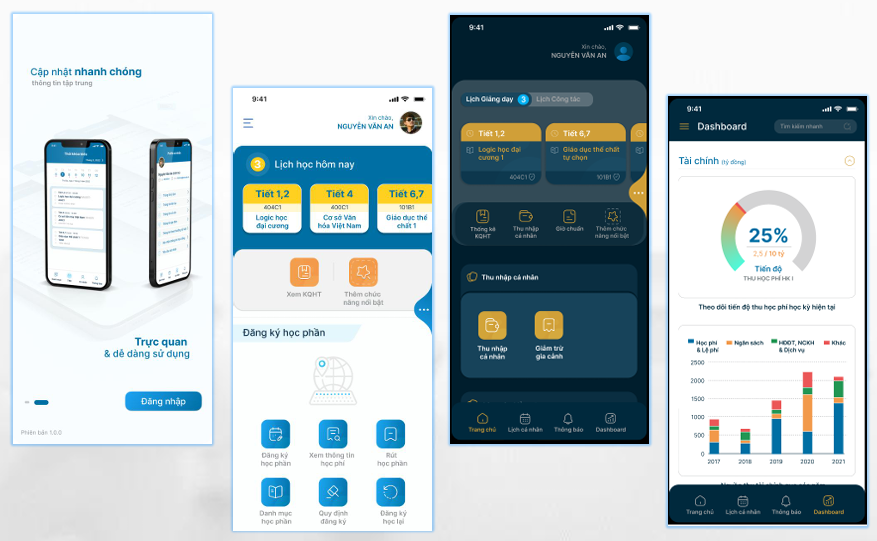 Cập nhật nhanh chóng
thông tin tập trung
Trực quan
& dễ dàng sử dụng
Đăng nhập
Phiên bản 1.0.0
9:41
Xin chào,
NGUYỄN VĂN AN
3 Lịch học hôm nay
Tiết 1,2
404C1
Logic học
đại cương
Tiết 4
400C1
Cơ sở Văn
hóa Việt Nam
Tiết 6,7
101B1
Giáo dục thể
chất 1
Xem KQHT
Thêm chức
năng nổi bật
Đăng ký học phần
Đăng ký
học phần
Xem thông tin
học phí
Rút
học phần
Danh mục
học phần
Quy định
đăng ký
Đăng ký
học lại
9:41
Xin chào,
NGUYỄN VĂN AN
Lịch Giảng dạy 3 Lịch Công tác
Tiết 1,2
Logic học đại
cương 1
404C1
Tiết 6,7
Giáo dục thể chất
tự chọn
101B1
Thống kê
KQHT
Thu nhập
cá nhân
Giờ chuẩn
Thêm chức
năng nổi bật
Thu nhập cá nhân
Thu nhập
cá nhân
Giảm trừ
gia cảnh
Trang chủ
Lịch cá nhân
Thông báo
Dashboard
9:41
Dashboard
Tìm kiếm nhanh
Tài chính (tỷ đồng)
25%
2,5 / 10 tỷ
Tiến độ
THU HỌC PHÍ HK I
Theo dõi tiến độ thu học phí học kỳ hiện tại
Học phí
& Lệ phí
Ngân sách
HĐDT, NCKH
& Dịch vụ
Khác
2500
2000
1500
1000
500
0
2017 2018 2019 2020 2021
Trang chủ
Lịch cá nhân
Thông báo
Dashboard